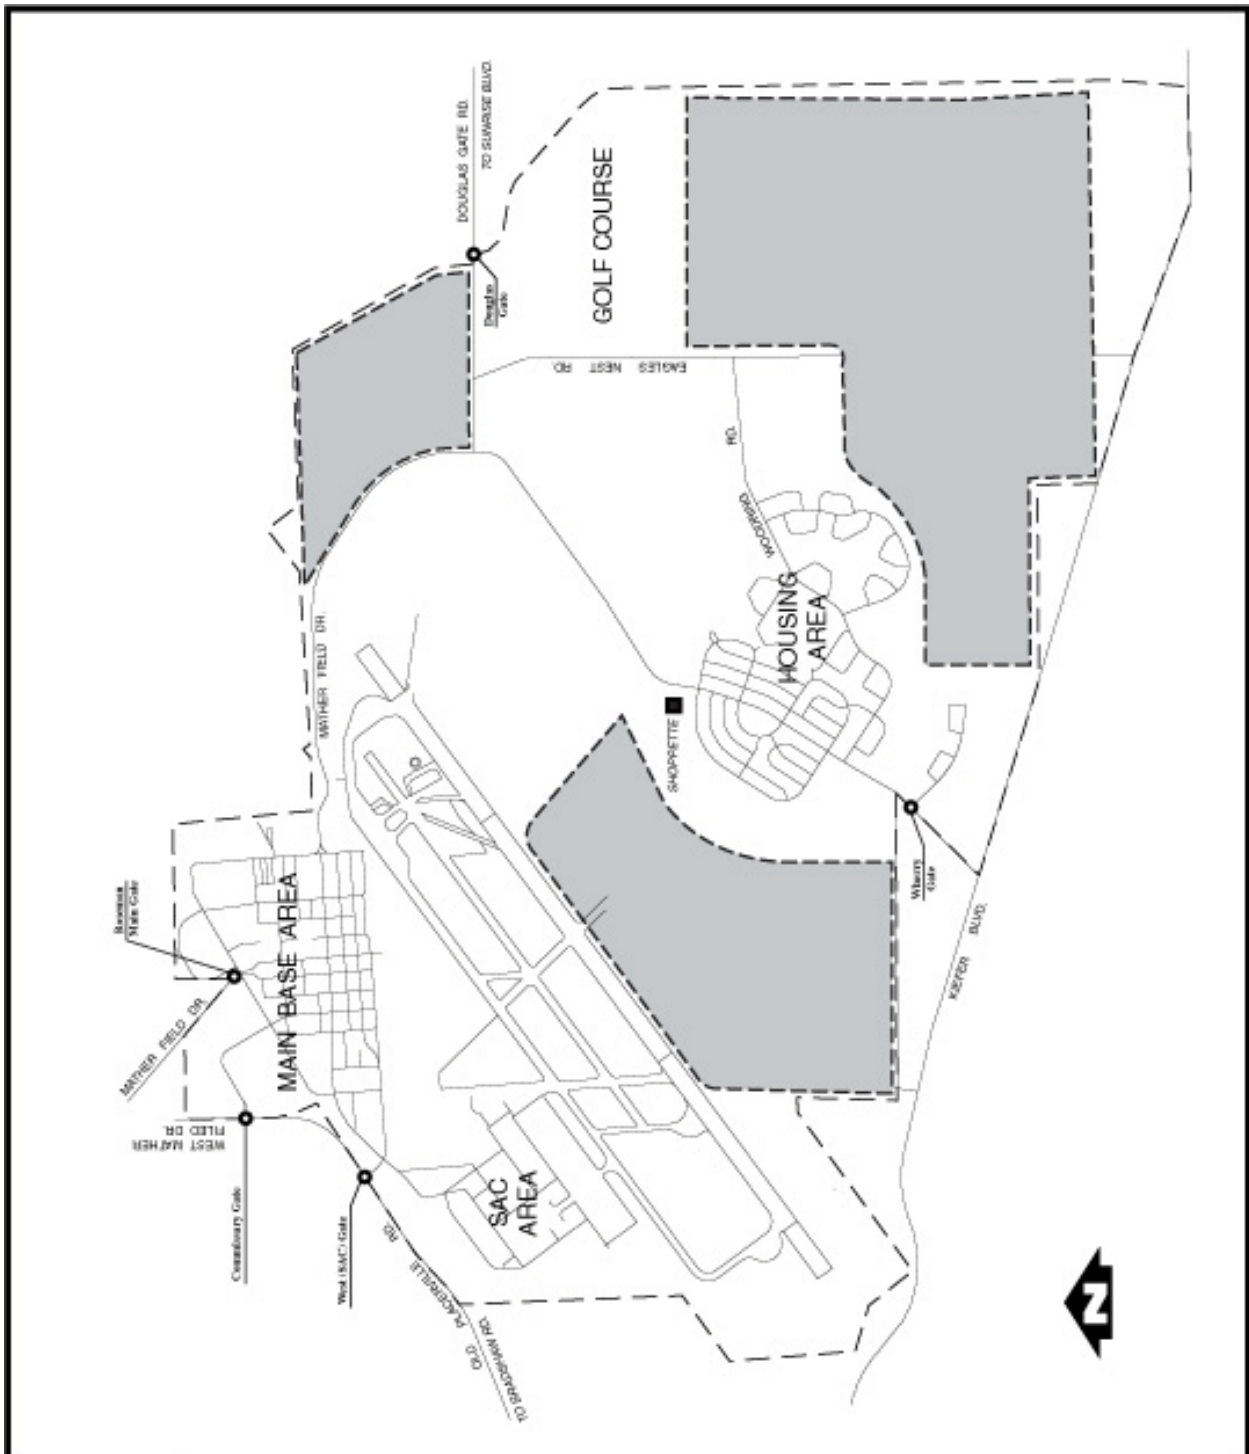 DOUGLAS GATE RD.
TO SUNRISE BLVD.
Douglas
Gate
GOLF COURSE
EAGLES NEST RD.
WOODRING RD.
MATHER FIELD DR.
HOUSING
AREA
SHOPPETTE
Wherry
Gate
KIEFER BLVD.
Main Gate
MATHER FIELD DR.
MAIN BASE AREA
WEST MATHER
FILED DR.
Commissary Gate
West (SAC) Gate
SAC
AREA
OLD PLACERVILLE RD.
TO BRADSHAW RD.
N